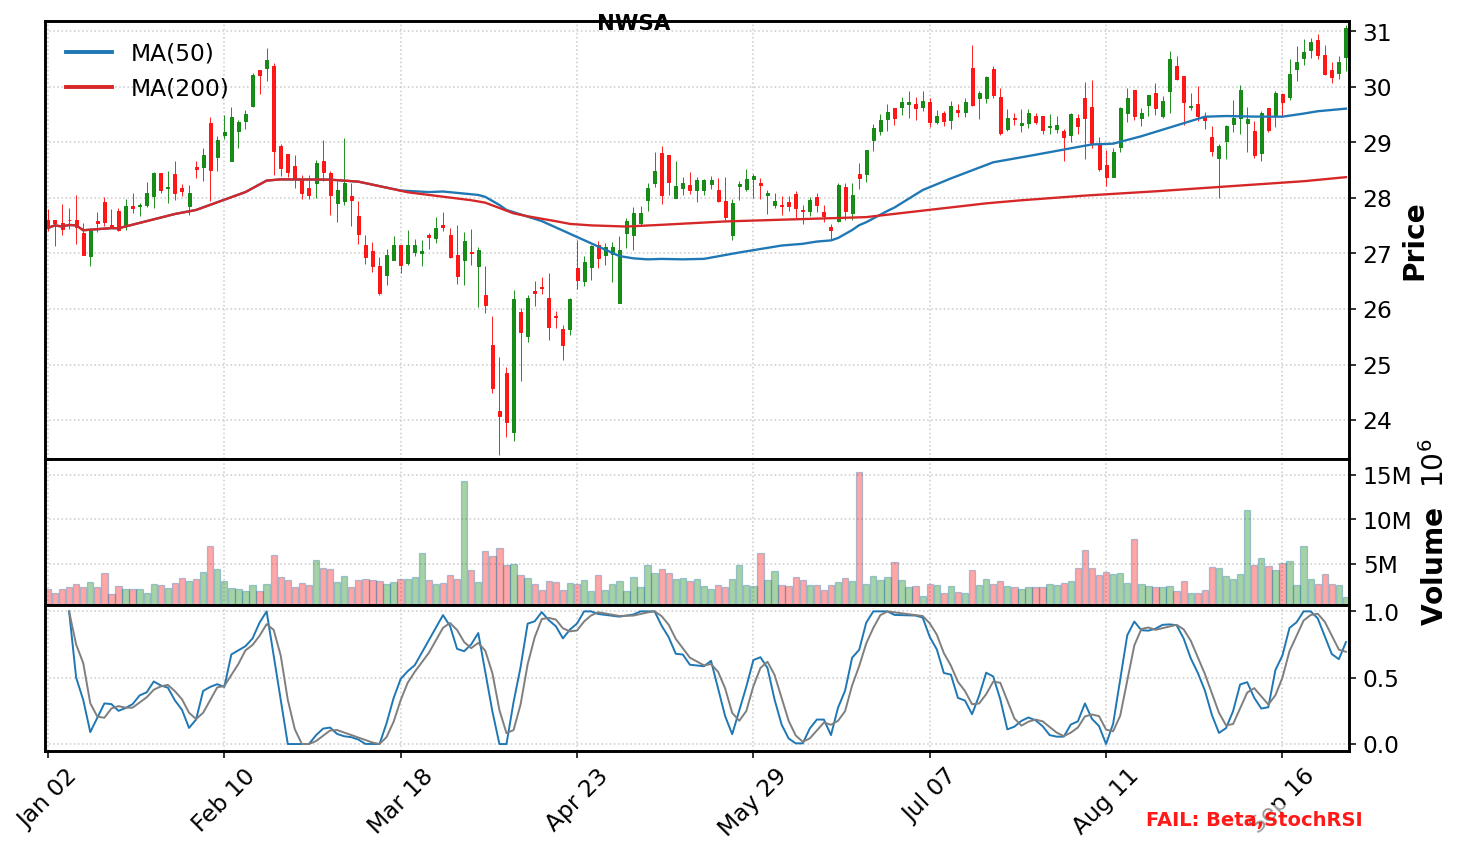 NWSA
MA(50)
MA(200)
31
30
29
28
27
26
25
24
Price
15M
10M
5M
Volume 10⁶
1.0
0.5
0.0
Jan 02
Feb 10
Mar 18
Apr 23
May 29
Jul 07
Aug 11
Sep 16
FAIL: Beta, StochRSI